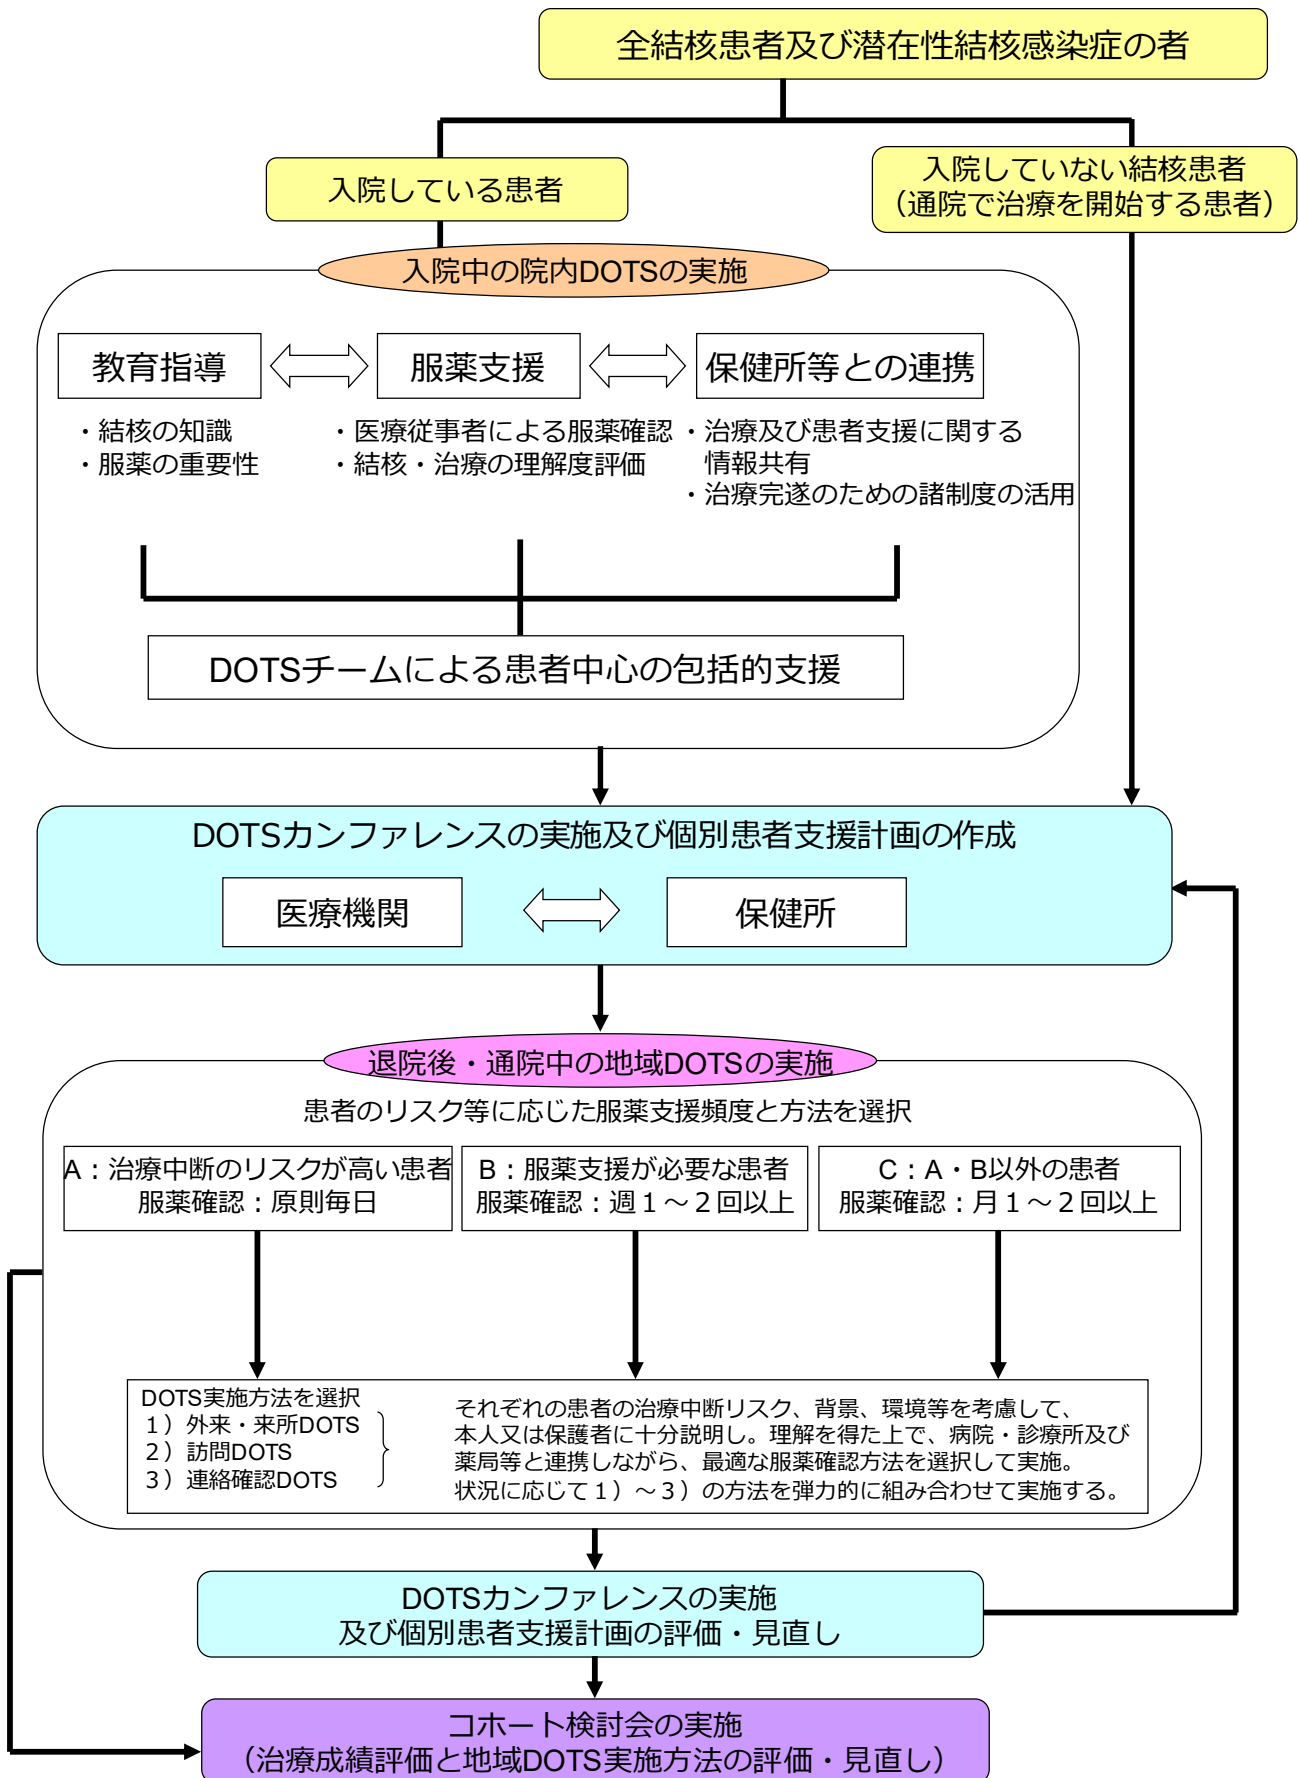 全結核患者及び潜在性結核感染症の者
入院している患者
入院していない結核患者
（通院で治療を開始する患者）
入院中の院内DOTSの実施
教育指導
服薬支援
保健所等との連携
・結核の知識
・服薬の重要性
・医療従事者による服薬確認
・結核・治療の理解度評価
・治療及び患者支援に関する
情報共有
・治療完遂のための諸制度の活用
DOTSチームによる患者中心の包括的支援
DOTSカンファレンスの実施及び個別患者支援計画の作成
医療機関
保健所
退院後・通院中の地域DOTSの実施
患者のリスク等に応じた服薬支援頻度と方法を選択
A：治療中断のリスクが高い患者
服薬確認：原則毎日
B：服薬支援が必要な患者
服薬確認：週１～２回以上
C：A・B以外の患者
服薬確認：月１～２回以上
DOTS実施方法を選択
１）外来・来所DOTS
２）訪問DOTS
３）連絡確認DOTS
それぞれの患者の治療中断リスク、背景、環境等を考慮して、
本人又は保護者に十分説明し。理解を得た上で、病院・診療所及び
薬局等と連携しながら、最適な服薬確認方法を選択して実施。
状況に応じて１）～３）の方法を弾力的に組み合わせて実施する。
DOTSカンファレンスの実施
及び個別患者支援計画の評価・見直し
コホート検討会の実施
（治療成績評価と地域DOTS実施方法の評価・見直し）